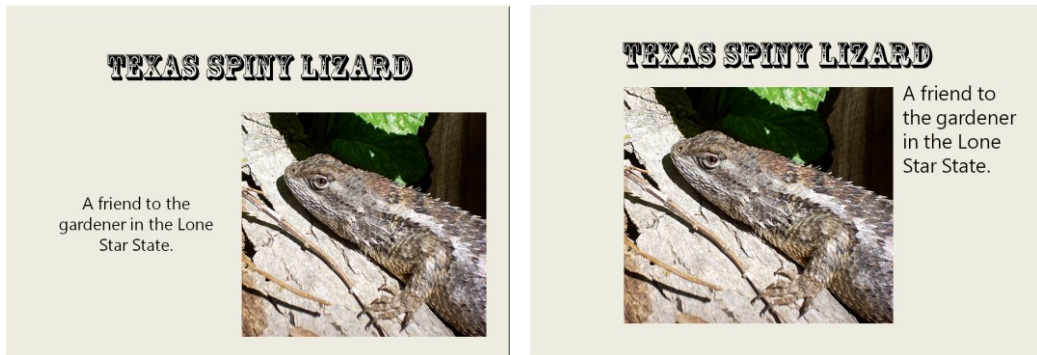 TEXAS SPINY LIZARD
A friend to the
gardener in the Lone
Star State.
TEXAS SPINY LIZARD
A friend to
the gardener
in the Lone
Star State.